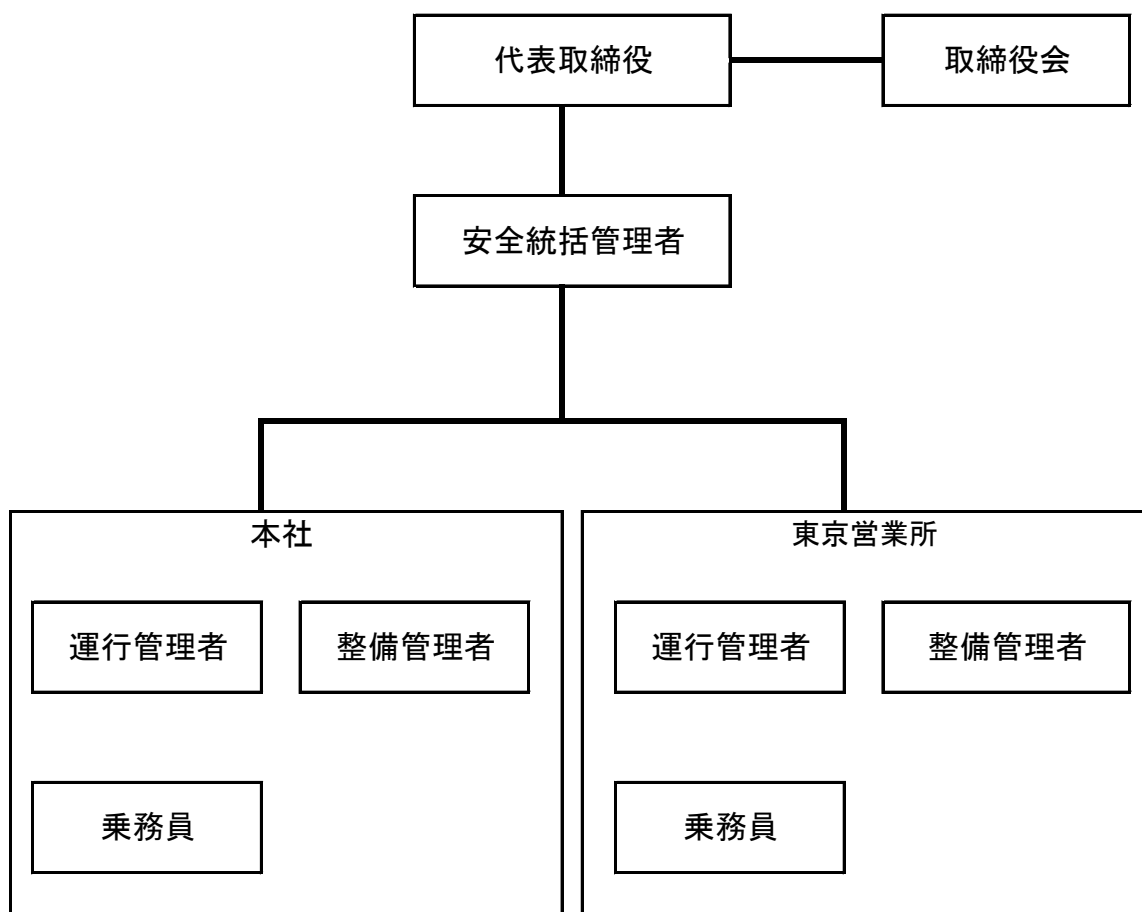 代表取締役
取締役会
安全統括管理者
本社
運行管理者
整備管理者
乗務員
東京営業所
運行管理者
整備管理者
乗務員